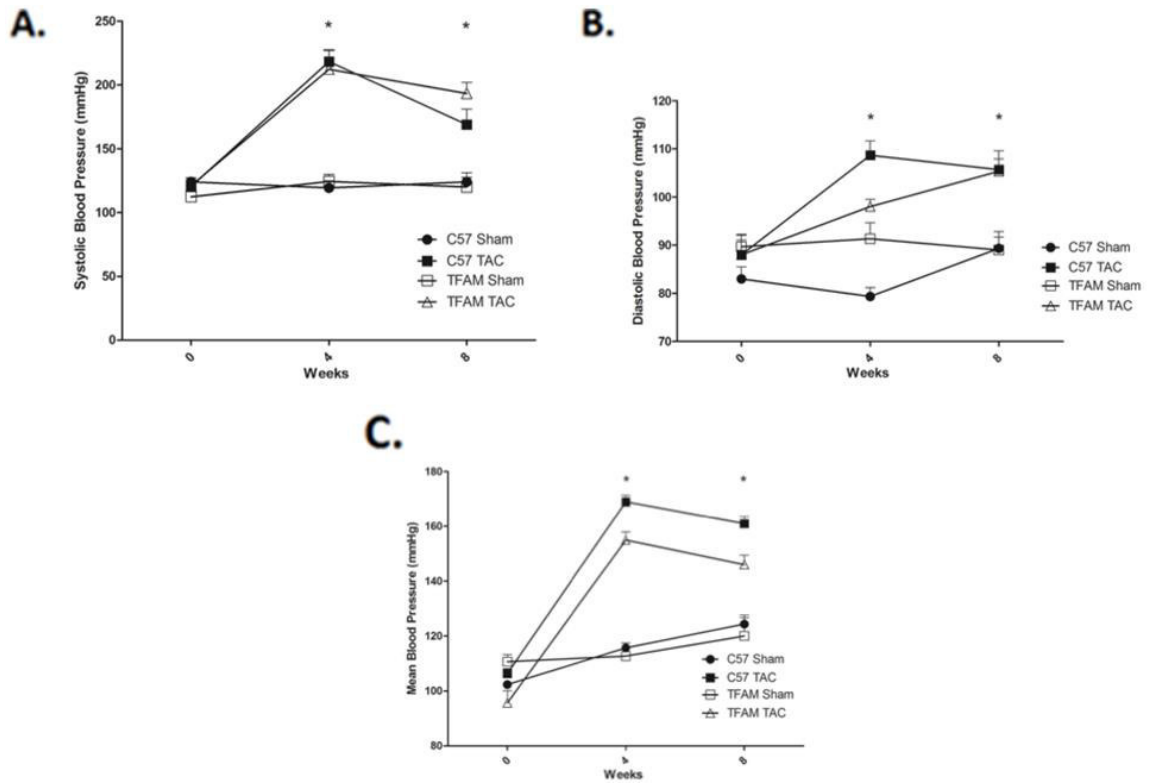 A.
Systolic Blood Pressure (mmHg)
250
200
150
100
50
0
*
*
C57 Sham
C57 TAC
TFAM Sham
TFAM TAC
0
4
8
Weeks
B.
Diastolic Blood Pressure (mmHg)
120
110
100
90
80
70
*
*
C57 Sham
C57 TAC
TFAM Sham
TFAM TAC
0
4
8
Weeks
C.
Mean Blood Pressure (mmHg)
180
160
140
120
100
80
*
*
C57 Sham
C57 TAC
TFAM Sham
TFAM TAC
0
4
8
Weeks